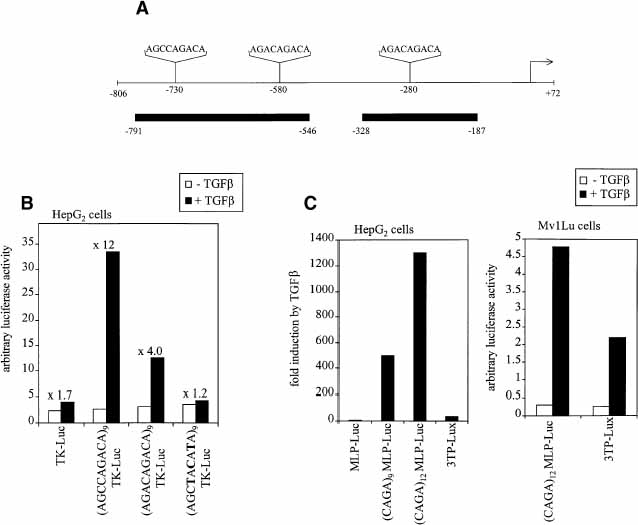 A
AGCCAGACA AGACAGACA AGACAGACA
-806 -730 -580 -280 +72
-791 -546 -328 -187
B
- TGFβ
+ TGFβ
HepG2 cells
arbitrary luciferase activity
35
30
25
20
15
10
5
0
x 1.7
x 12
x 4.0
x 1.2
TK-Luc
(AGCCAGACA)9
TK-Luc
(AGACAGACA)9
TK-Luc
(AGCTACATA)9
TK-Luc
C
- TGFβ
+ TGFβ
HepG2 cells
fold induction by TGFβ
1400
1200
1000
800
600
400
200
0
MLP-Luc
(CAGA)9 MLP-Luc
(CAGA)12 MLP-Luc
3TP-Lux
Mv1Lu cells
arbitrary luciferase activity
5
4.5
4
3.5
3
2.5
2
1.5
1
0.5
0
(CAGA)12 MLP-Luc
3TP-Lux